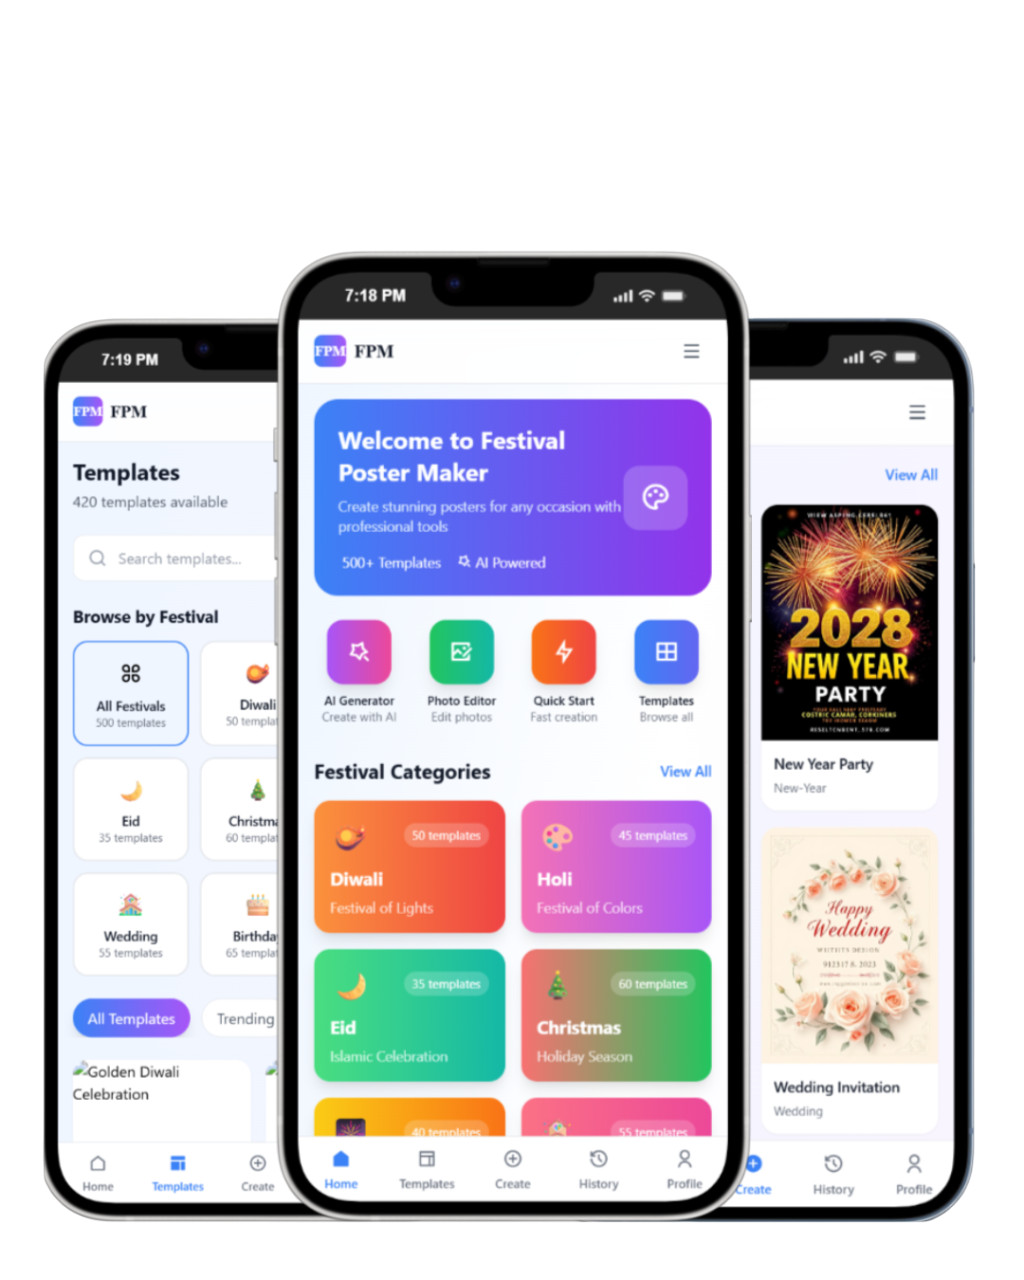 7:19 PM
FPM FPM
Templates
420 templates available
Search templates...
Browse by Festival
All Festivals
500 templates
Diwali
50 templat
Eid
35 templates
Christma
60 templat
Wedding
55 templates
Birthda
65 templat
All Templates
Trending
Golden Diwali
Celebration
Home
Templates
Create
7:18 PM
FPM FPM
Welcome to Festival
Poster Maker
Create stunning posters for any occasion with
professional tools
500+ Templates
AI Powered
AI Generator
Create with AI
Photo Editor
Edit photos
Quick Start
Fast creation
Templates
Browse all
Festival Categories
View All
50 templates
Diwali
Festival of Lights
45 templates
Holi
Festival of Colors
35 templates
Eid
Islamic Celebration
60 templates
Christmas
Holiday Season
40 templates
55 templates
Home
Templates
Create
History
Profile
View All
2028
NEW YEAR
PARTY
COSTRIC CAMAR, CORKINERS
New Year Party
New-Year
Happy
Wedding
Wedding Invitation
Wedding
Create
History
Profile